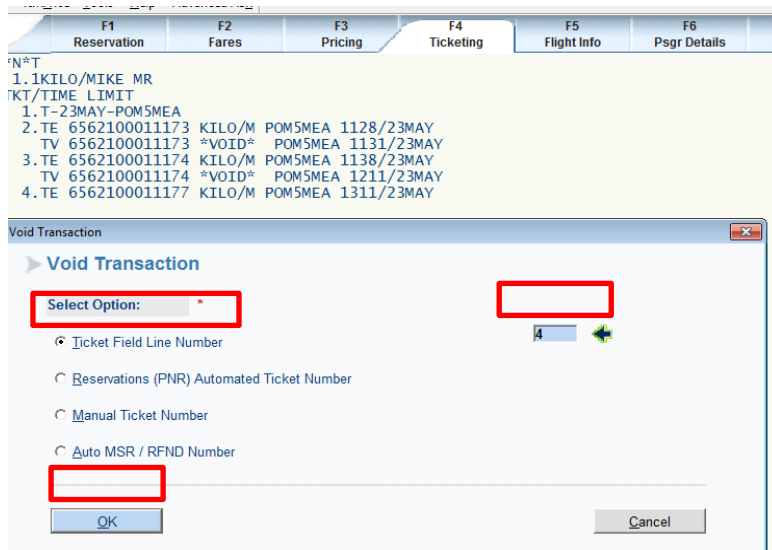 F1 F2 F3 F4 F5 F6
Reservation Fares Pricing Ticketing Flight Info Psgr Details
*N*T
1.1KILO/MIKE MR
TKT/TIME LIMIT
1.T-23MAY-POM5MEA
2.TE 6562100011173 KILO/M POM5MEA 1128/23MAY
TV 6562100011173 *VOID* POM5MEA 1131/23MAY
3.TE 6562100011174 KILO/M POM5MEA 1138/23MAY
TV 6562100011174 *VOID* POM5MEA 1211/23MAY
4.TE 6562100011177 KILO/M POM5MEA 1311/23MAY
Void Transaction
Void Transaction
Select Option: *
Ticket Field Line Number 4
Reservations (PNR) Automated Ticket Number
Manual Ticket Number
Auto MSR / RFND Number
OK Cancel